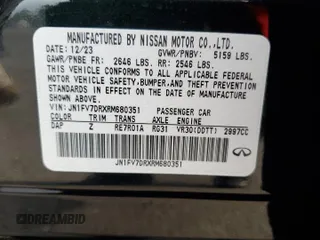 MANUFACTURED BY NISSAN MOTOR CO.,LTD.
DATE: 12/23 GVWR/PNBV: 5159 LBS.
GAWR/PNBE FR: 2646 LBS. RR: 2546 LBS.
THIS VEHICLE CONFORMS TO ALL APPLICABLE
FEDERAL MOTOR VEHICLE
SAFETY, BUMPER, AND THEFT PREVENTION
STANDARDS IN EFFECT ON THE DATE OF
MANUFACTURE SHOWN ABOVE.
VIN: JN1FV7DRXRM680351 PASSENGER CAR
COLOR TRIM TRANS AXLE ENGINE
DAP Z RE7R01A RG31 VR30(DDTT) 2997CC
JN1FV7DRXRM680351
INFINITI
DREAMBID